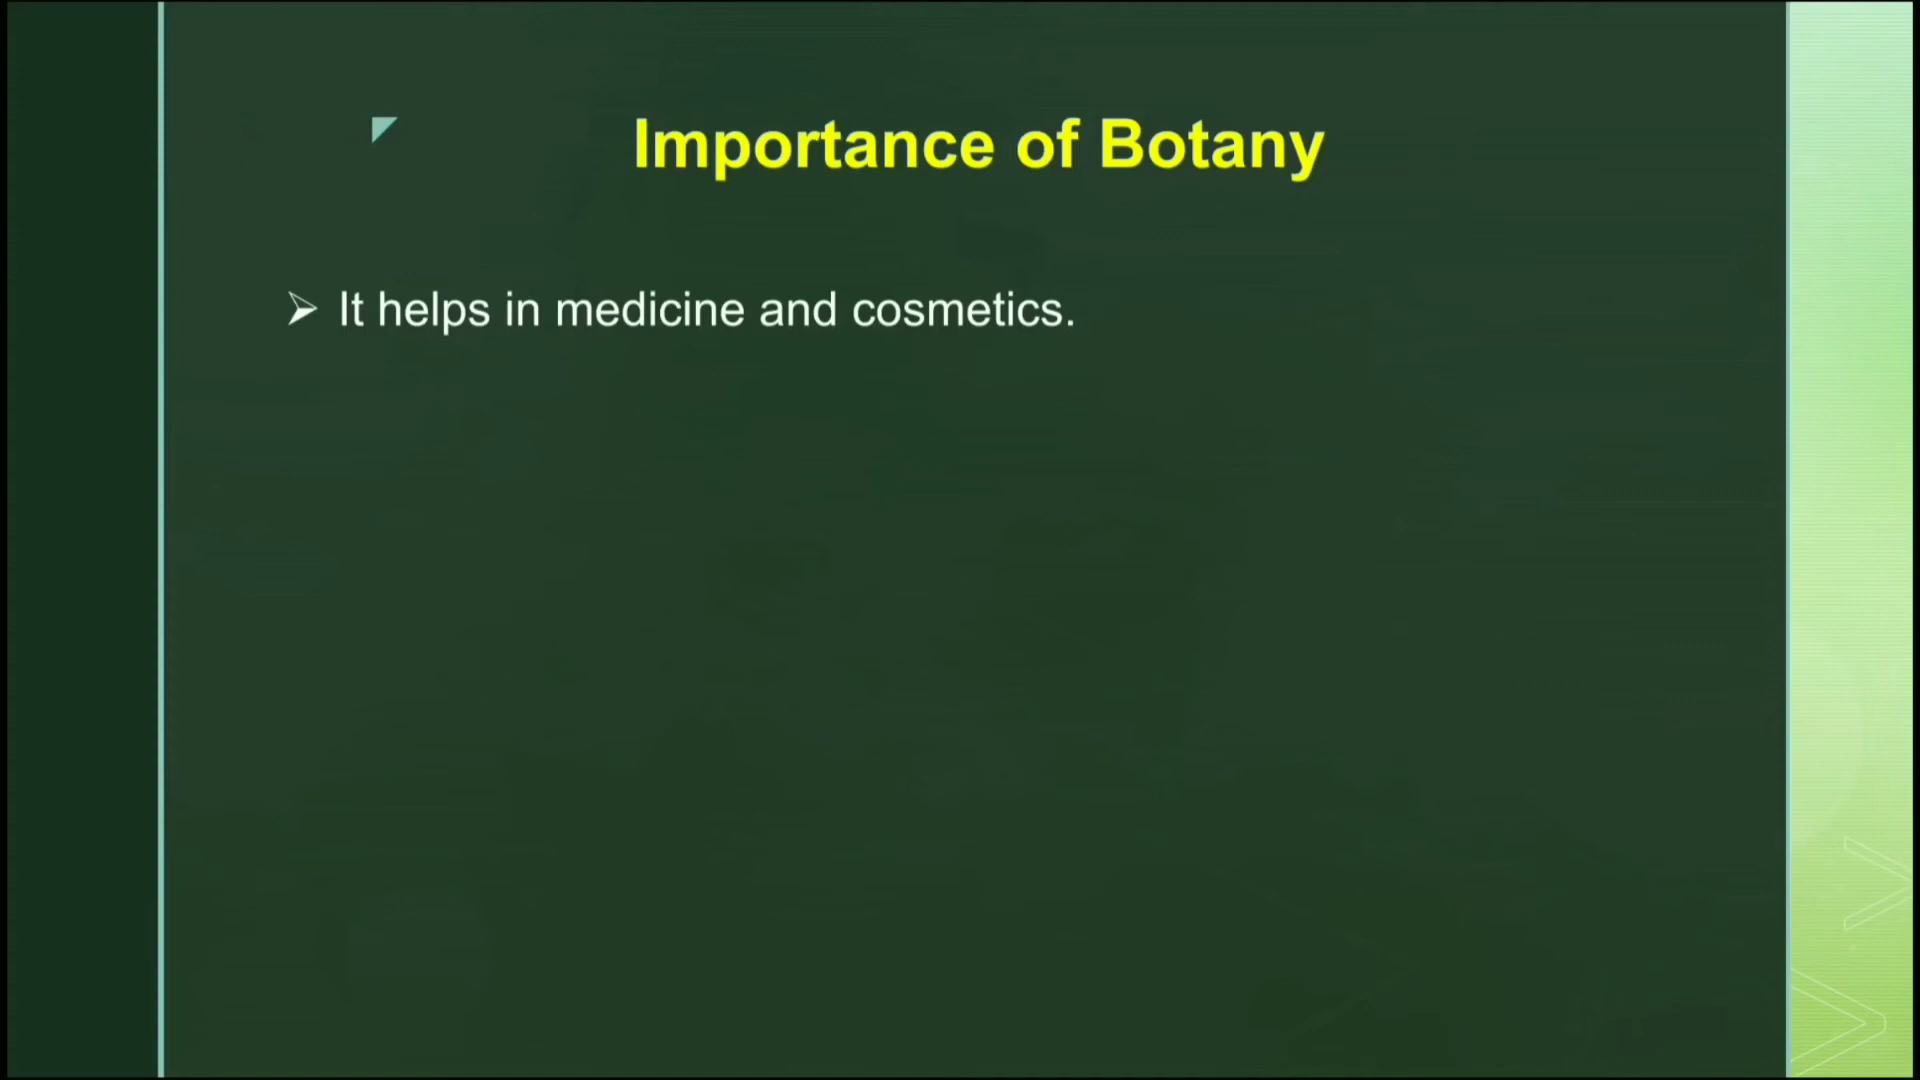 Importance of Botany
It helps in medicine and cosmetics.